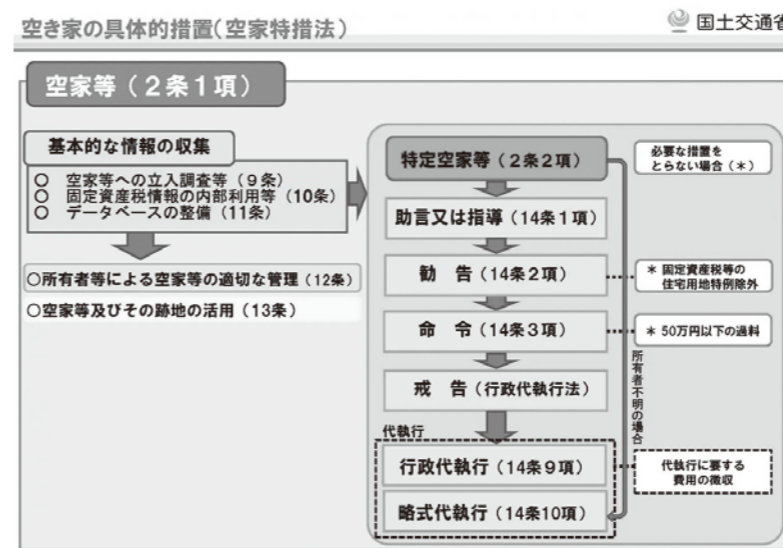 空き家の具体的措置(空家特措法)
国土交通省
空家等(2条1項)
基本的な情報の収集
○ 空家等への立入調査等(9条)
○ 固定資産税情報の内部利用等(10条)
○ データベースの整備(11条)
○所有者等による空家等の適切な管理(12条)
○空家等及びその跡地の活用(13条)
特定空家等(2条2項)
必要な措置を
とらない場合(*)
助言又は指導(14条1項)
勧 告(14条2項)
* 固定資産税等の
住宅用地特例除外
命 令(14条3項)
* 50万円以下の過料
戒 告(行政代執行法)
所有者不明の場合
代執行
行政代執行(14条9項)
代執行に要する
費用の徴収
略式代執行(14条10項)